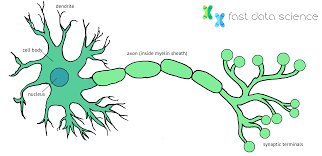 dendrite
fast data science
cell body
axon (inside myelin sheath)
nucleus
synaptic terminals